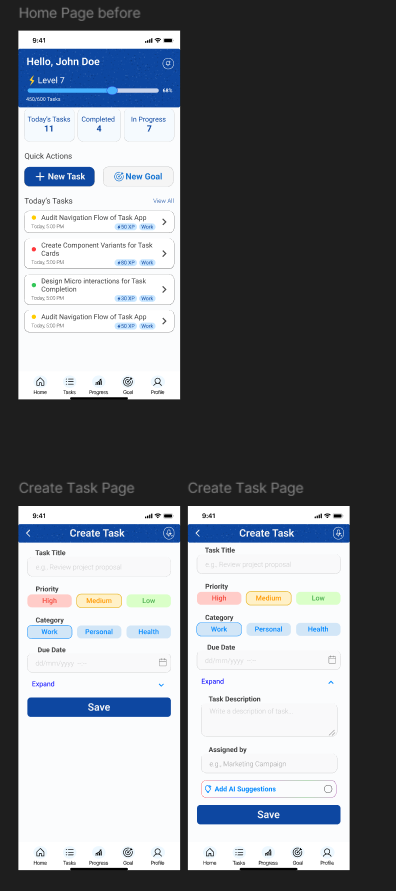 Home Page before
9:41
Hello, John Doe
Level 7
68%
450/600 Tasks
Today's Tasks
11
Completed
4
In Progress
7
Quick Actions
+ New Task
New Goal
Today's Tasks
View All
Audit Navigation Flow of Task App
Today, 5:00 PM
+50 XP
Work
Create Component Variants for Task
Cards
Today, 5:00 PM
+80 XP
Work
Design Micro interactions for Task
Completion
Today, 5:00 PM
+30 XP
Work
Audit Navigation Flow of Task App
Today, 5:00 PM
+50 XP
Work
Home
Tasks
Progress
Goal
Profile
Create Task Page
9:41
Create Task
Task Title
e.g., Review project proposal
Priority
High
Medium
Low
Category
Work
Personal
Health
Due Date
dd/mm/yyyy
Expand
Save
Home
Tasks
Progress
Goal
Profile
Create Task Page
9:41
Create Task
Task Title
e.g., Review project proposal
Priority
High
Medium
Low
Category
Work
Personal
Health
Due Date
dd/mm/yyyy
Expand
Task Description
Write a description of task...
Assigned by
e.g., Marketing Campaign
Add AI Suggestions
Save
Home
Tasks
Progress
Goal
Profile